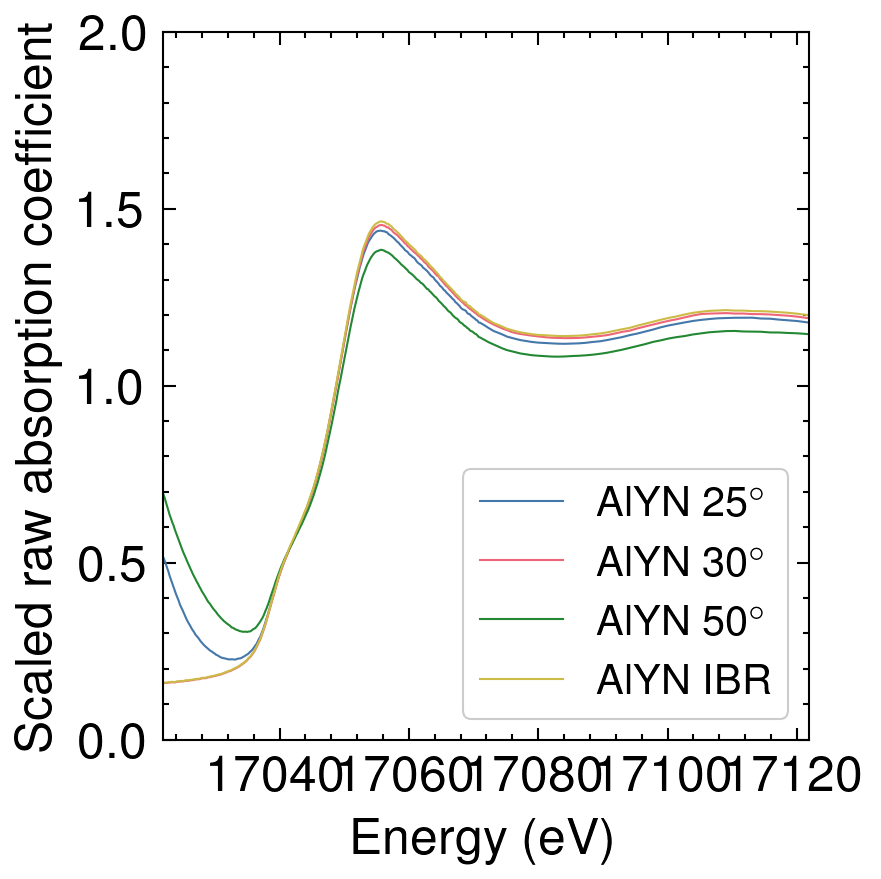 Scaled raw absorption coefficient
2.0
1.5
1.0
0.5
0.0
AlYN 25°
AlYN 30°
AlYN 50°
AlYN IBR
17040 17060 17080 17100 17120
Energy (eV)